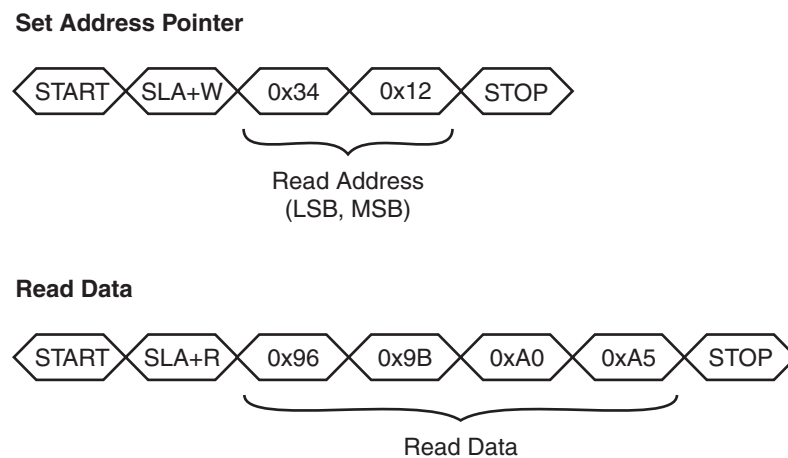 Set Address Pointer
START SLA+W 0x34 0x12 STOP
Read Address
(LSB, MSB)
Read Data
START SLA+R 0x96 0x9B 0xA0 0xA5 STOP
Read Data